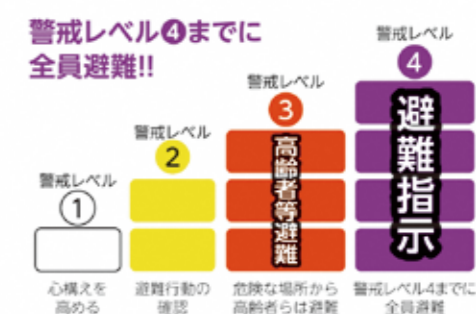 警戒レベル❹までに
全員避難!!
警戒レベル
1
心構えを
高める
警戒レベル
2
避難行動の
確認
警戒レベル
3
高齢者等避難
危険な場所から
高齢者らは避難
警戒レベル
4
避難指示
警戒レベル4までに
全員避難